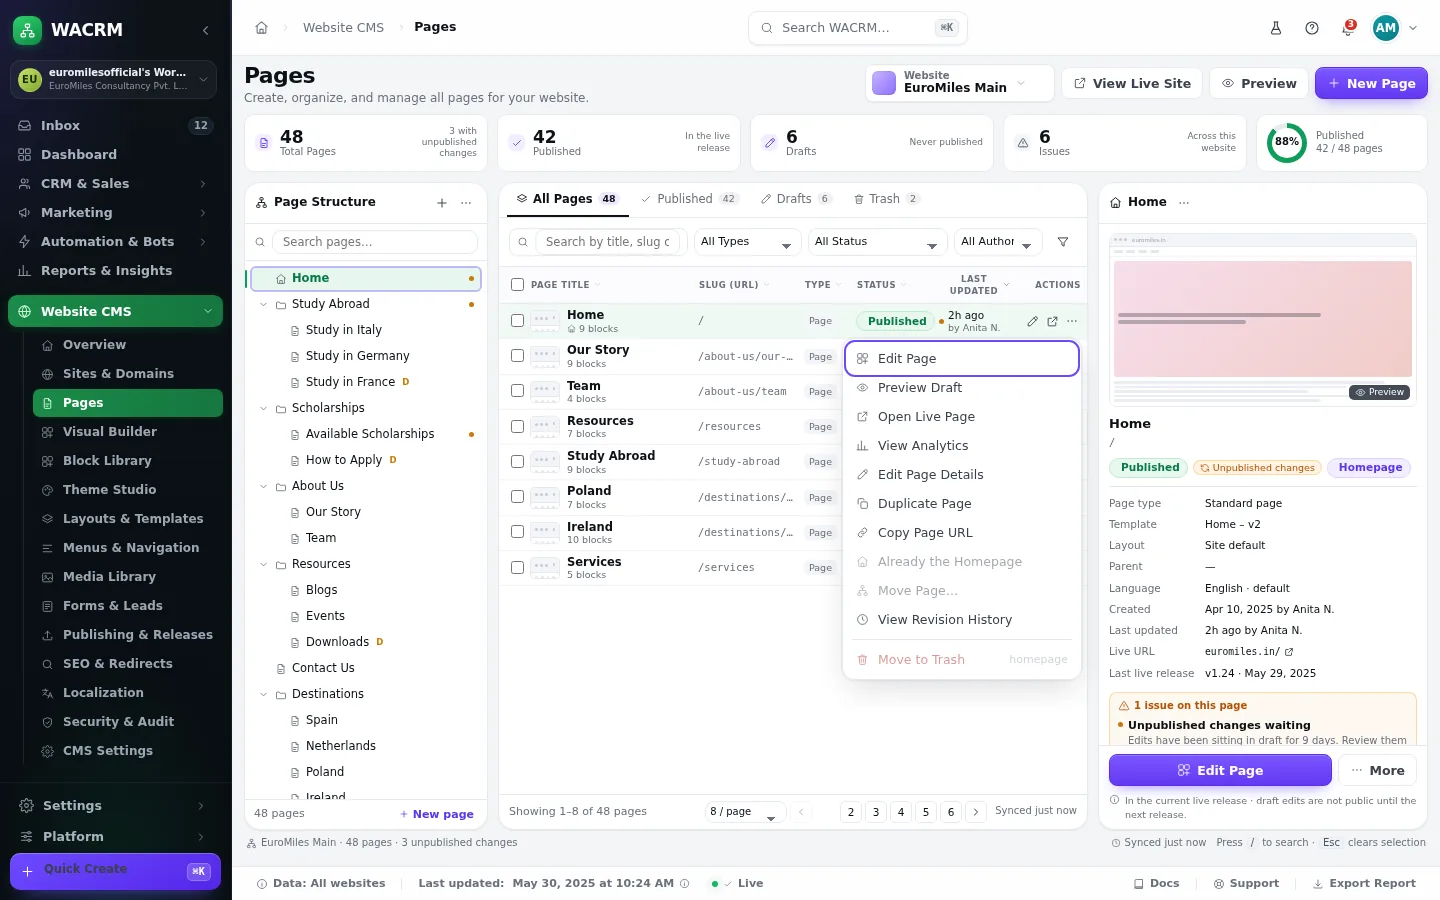 WACRM
Website CMS
Pages
Search WACRM...
⌘K
3
AM
EU
euromilesofficial's Wor...
EuroMiles Consultancy Pvt. L...
Inbox
12
Dashboard
CRM & Sales
Marketing
Automation & Bots
Reports & Insights
Website CMS
Overview
Sites & Domains
Pages
Visual Builder
Block Library
Theme Studio
Layouts & Templates
Menus & Navigation
Media Library
Forms & Leads
Publishing & Releases
SEO & Redirects
Localization
Security & Audit
CMS Settings
Settings
Platform
Quick Create
⌘K
Pages
Create, organize, and manage all pages for your website.
Website
EuroMiles Main
View Live Site
Preview
New Page
48
Total Pages
3 with
unpublished
changes
42
Published
In the live
release
6
Drafts
Never published
6
Issues
Across this
website
88%
Published
42 / 48 pages
Page Structure
Search pages...
Home
Study Abroad
Study in Italy
Study in Germany
Study in France D
Scholarships
Available Scholarships
How to Apply D
About Us
Our Story
Team
Resources
Blogs
Events
Downloads D
Contact Us
Destinations
Spain
Netherlands
Poland
Ireland
48 pages
+ New page
All Pages 48
Published 42
Drafts 6
Trash 2
Search by title, slug c
All Types
All Status
All Author
PAGE TITLE
SLUG (URL)
TYPE
STATUS
LAST
UPDATED
ACTIONS
Home
9 blocks
/
Page
Published
2h ago
by Anita N.
Our Story
9 blocks
/about-us/our-…
Page
Team
4 blocks
/about-us/team
Page
Resources
7 blocks
/resources
Page
Study Abroad
9 blocks
/study-abroad
Page
Poland
7 blocks
/destinations/…
Page
Ireland
10 blocks
/destinations/…
Page
Services
5 blocks
/services
Page
Edit Page
Preview Draft
Open Live Page
View Analytics
Edit Page Details
Duplicate Page
Copy Page URL
Already the Homepage
Move Page...
View Revision History
Move to Trash
homepage
Showing 1–8 of 48 pages
8 / page
2
3
4
5
6
Synced just now
Home
euromiles.in
Preview
Home
/
Published
Unpublished changes
Homepage
Page type Standard page
Template Home – v2
Layout Site default
Parent —
Language English · default
Created Apr 10, 2025 by Anita N.
Last updated 2h ago by Anita N.
Live URL euromiles.in/
Last live release v1.24 · May 29, 2025
1 issue on this page
Unpublished changes waiting
Edits have been sitting in draft for 9 days. Review them
Edit Page
More
In the current live release · draft edits are not public until the
next release.
EuroMiles Main · 48 pages · 3 unpublished changes
Synced just now Press / to search · Esc clears selection
Data: All websites
Last updated: May 30, 2025 at 10:24 AM
Live
Docs
Support
Export Report